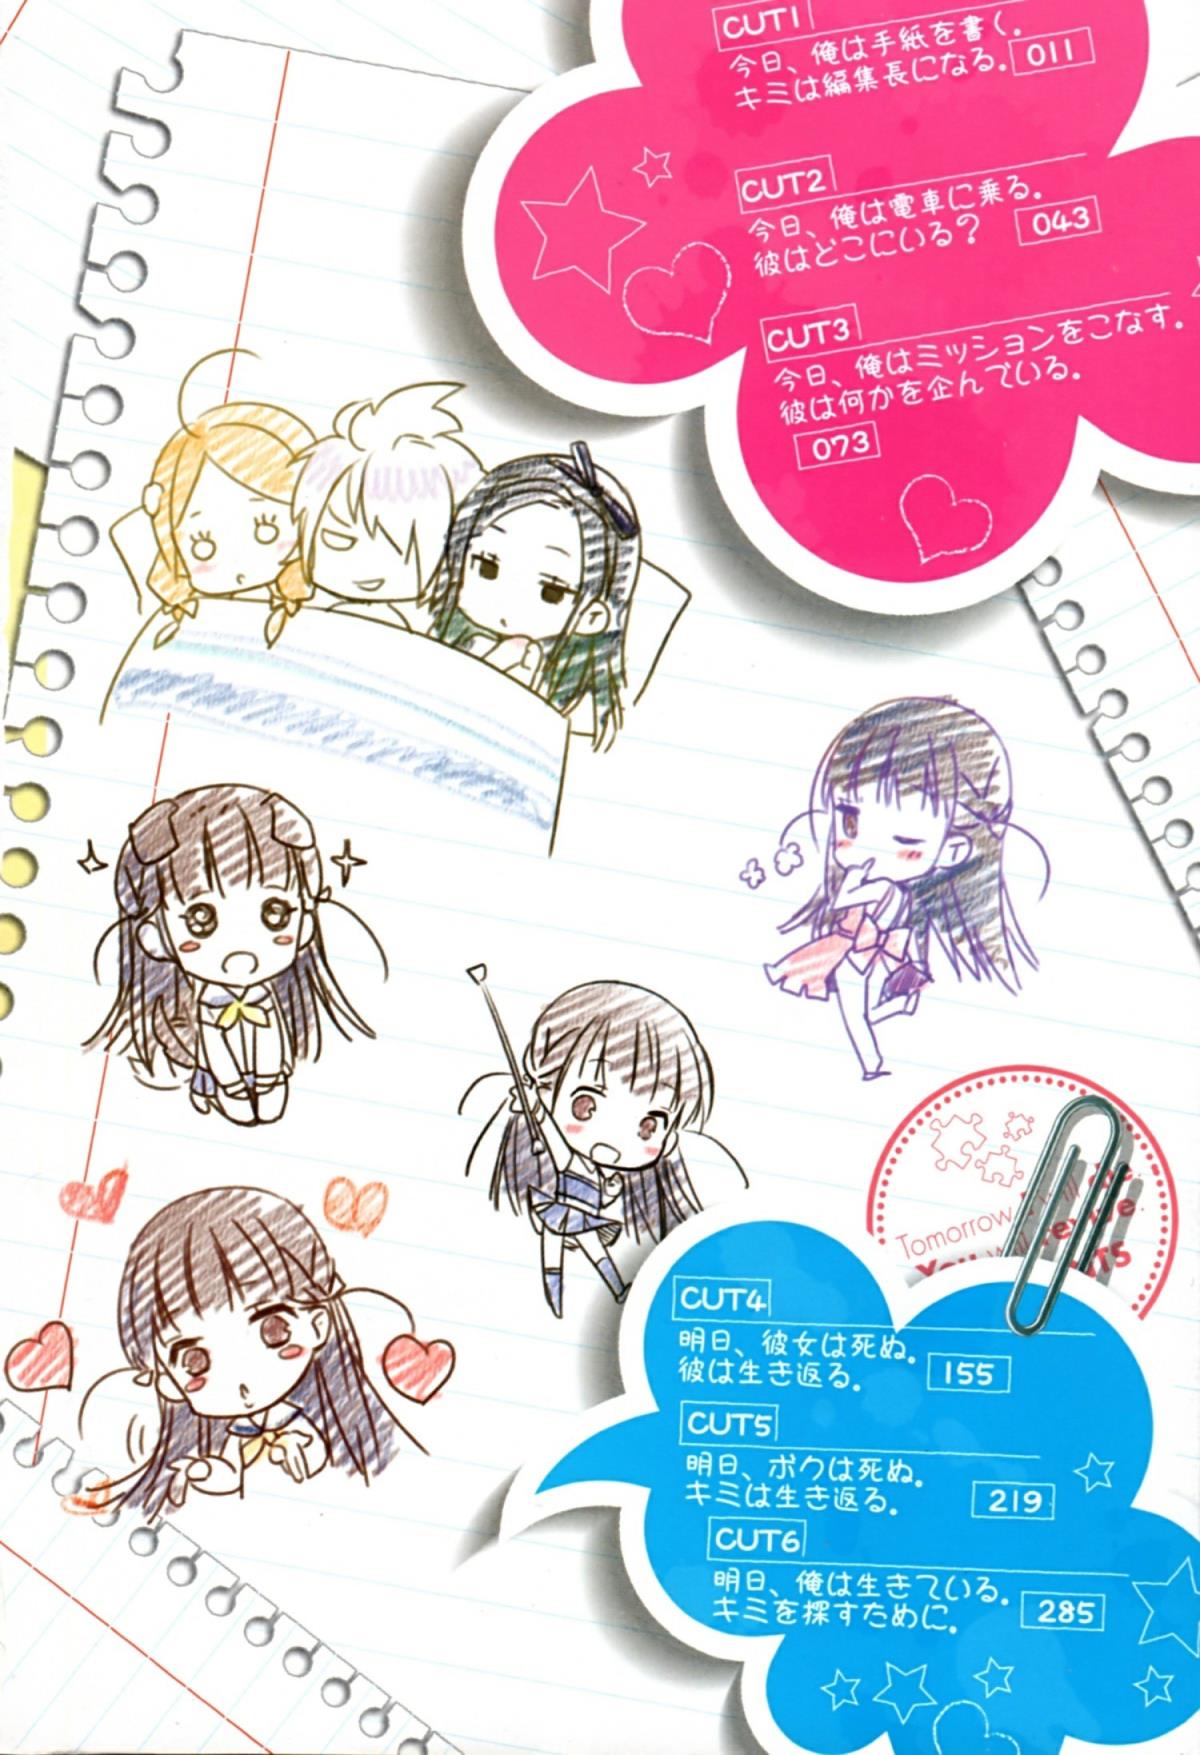 CUT1
今日、俺は手紙を書く。
キミは編集長になる。 011
CUT2
今日、俺は電車に乗る。
彼はどこにいる? 043
CUT3
今日、俺はミッションをこなす。
彼は何かを企んでいる。
073
Tomorrow
CUT4
明日、彼女は死ぬ。
彼は生き返る。 155
CUT5
明日、ボクは死ぬ。
キミは生き返る。 219
CUT6
明日、俺は生きている。
キミを探すために。 285